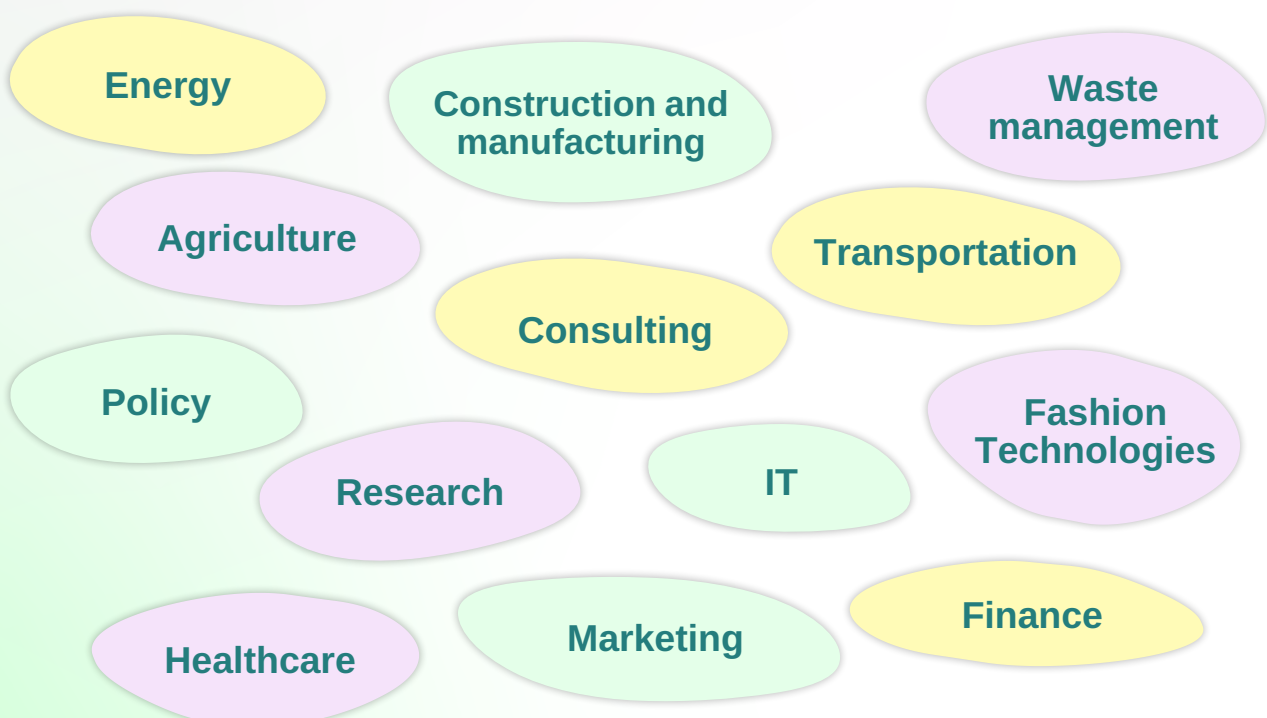 Energy
Construction and
manufacturing
Waste
management
Agriculture
Transportation
Consulting
Policy
Fashion
Technologies
Research
IT
Healthcare
Marketing
Finance